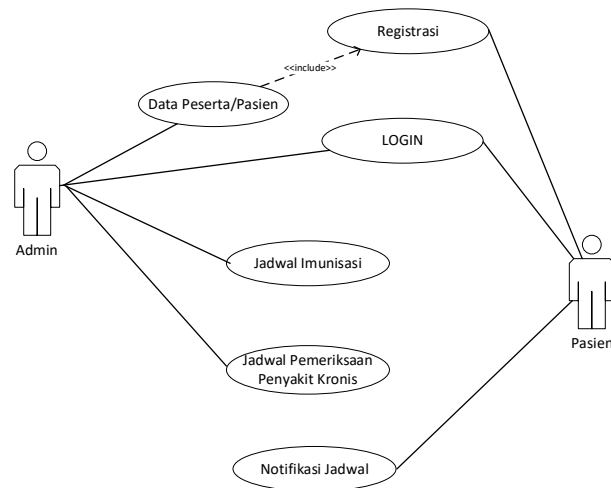 Registrasi
<<include>>
Data Peserta/Pasien
LOGIN
Admin
Jadwal Imunisasi
Pasien
Jadwal Pemeriksaan
Penyakit Kronis
Notifikasi Jadwal